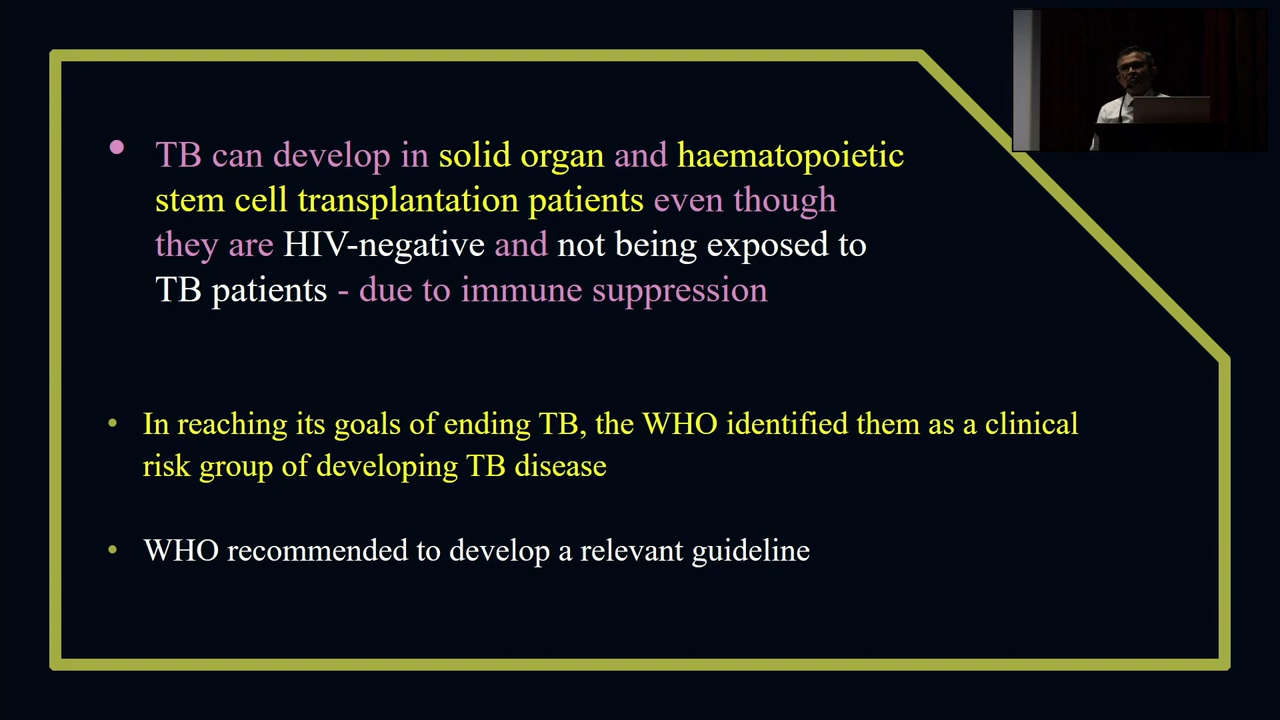 • TB can develop in solid organ and haematopoietic
stem cell transplantation patients even though
they are HIV-negative and not being exposed to
TB patients - due to immune suppression
• In reaching its goals of ending TB, the WHO identified them as a clinical
risk group of developing TB disease
• WHO recommended to develop a relevant guideline